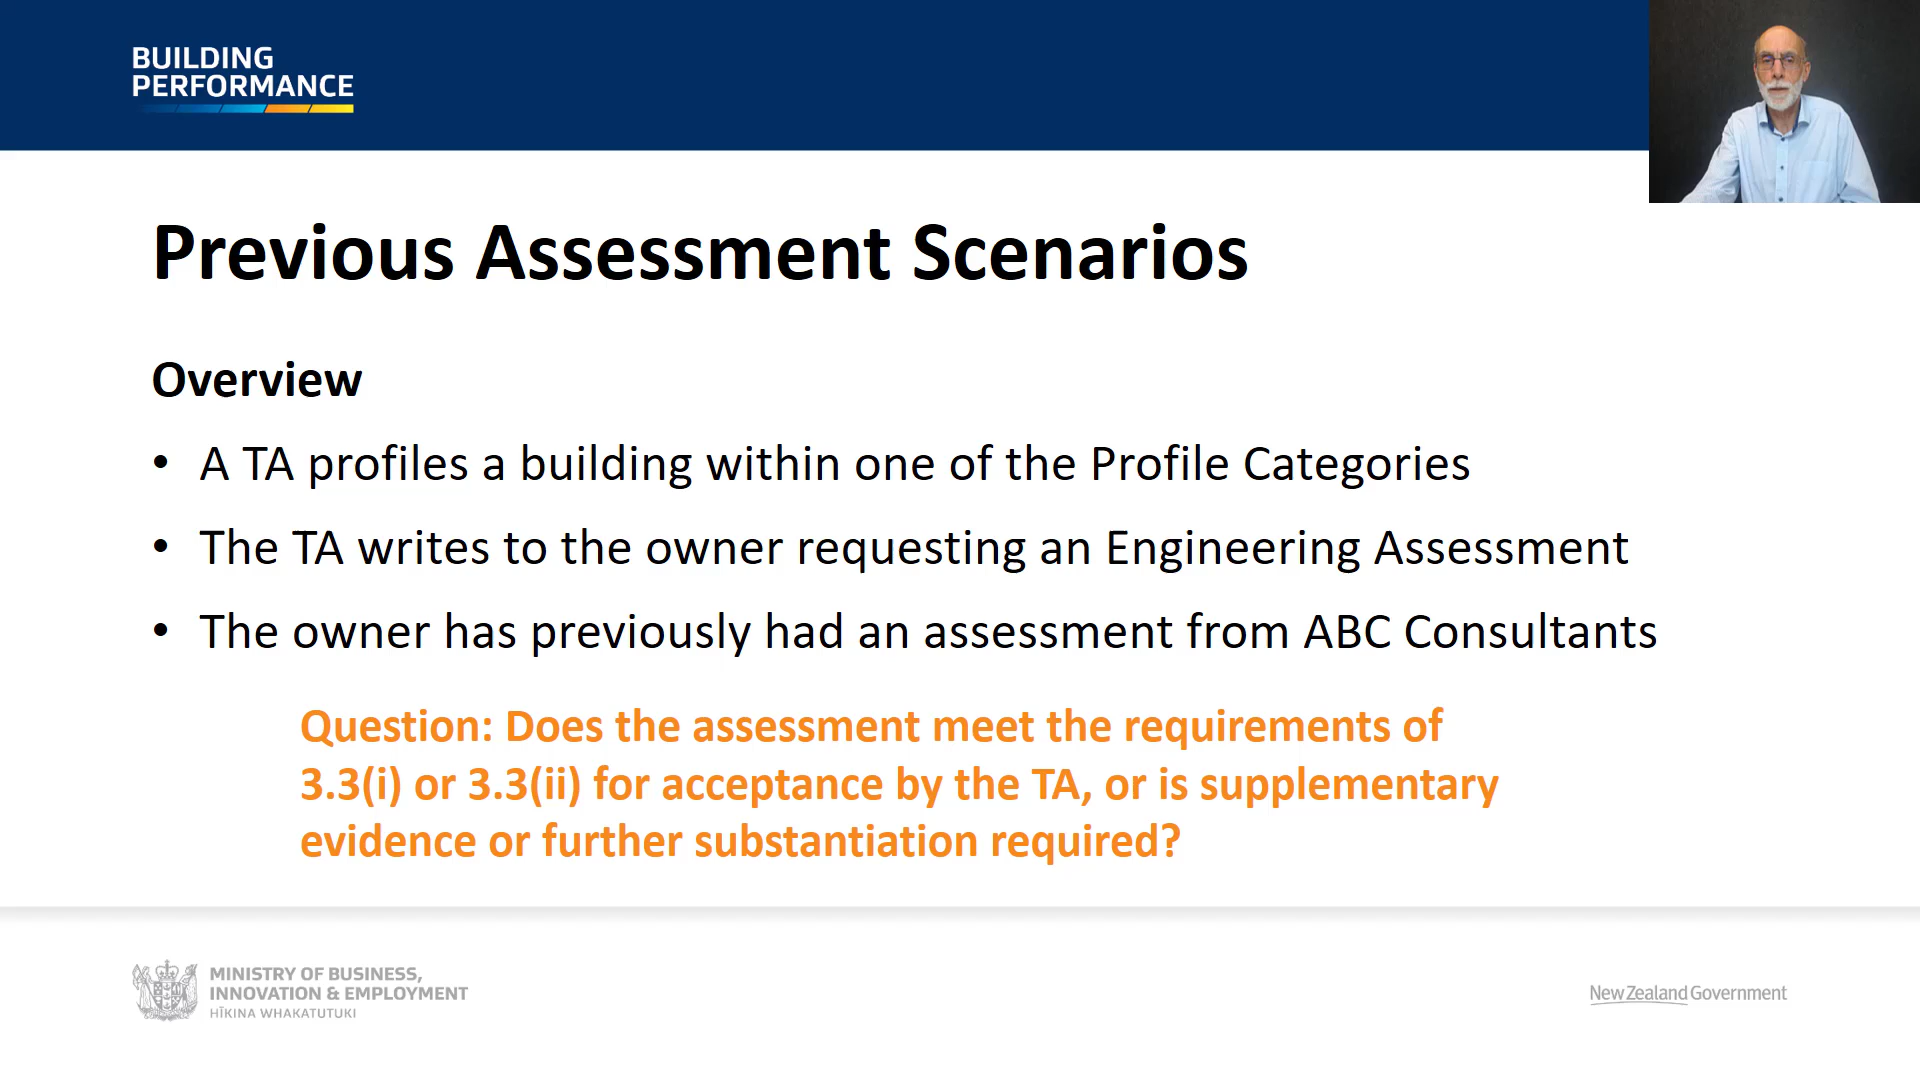 BUILDING
PERFORMANCE
Previous Assessment Scenarios
Overview
• A TA profiles a building within one of the Profile Categories
• The TA writes to the owner requesting an Engineering Assessment
• The owner has previously had an assessment from ABC Consultants
Question: Does the assessment meet the requirements of
3.3(i) or 3.3(ii) for acceptance by the TA, or is supplementary
evidence or further substantiation required?
MINISTRY OF BUSINESS,
INNOVATION & EMPLOYMENT
HĪKINA WHAKATUTUKI
New Zealand Government